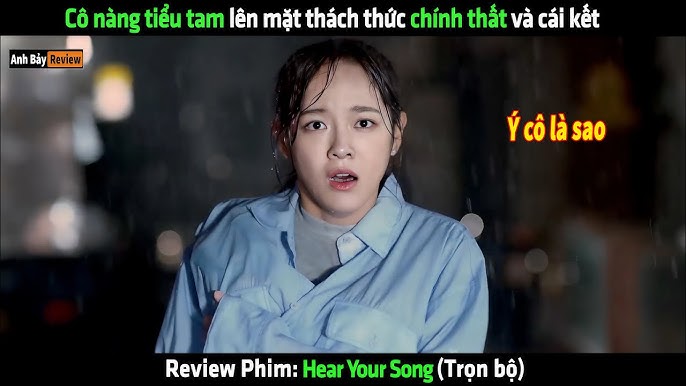 Cô nàng tiểu tam lên mặt thách thức chính thất và cái kết
Anh Bảy Review
Ý cô là sao
Review Phim: Hear Your Song (Trọn bộ)